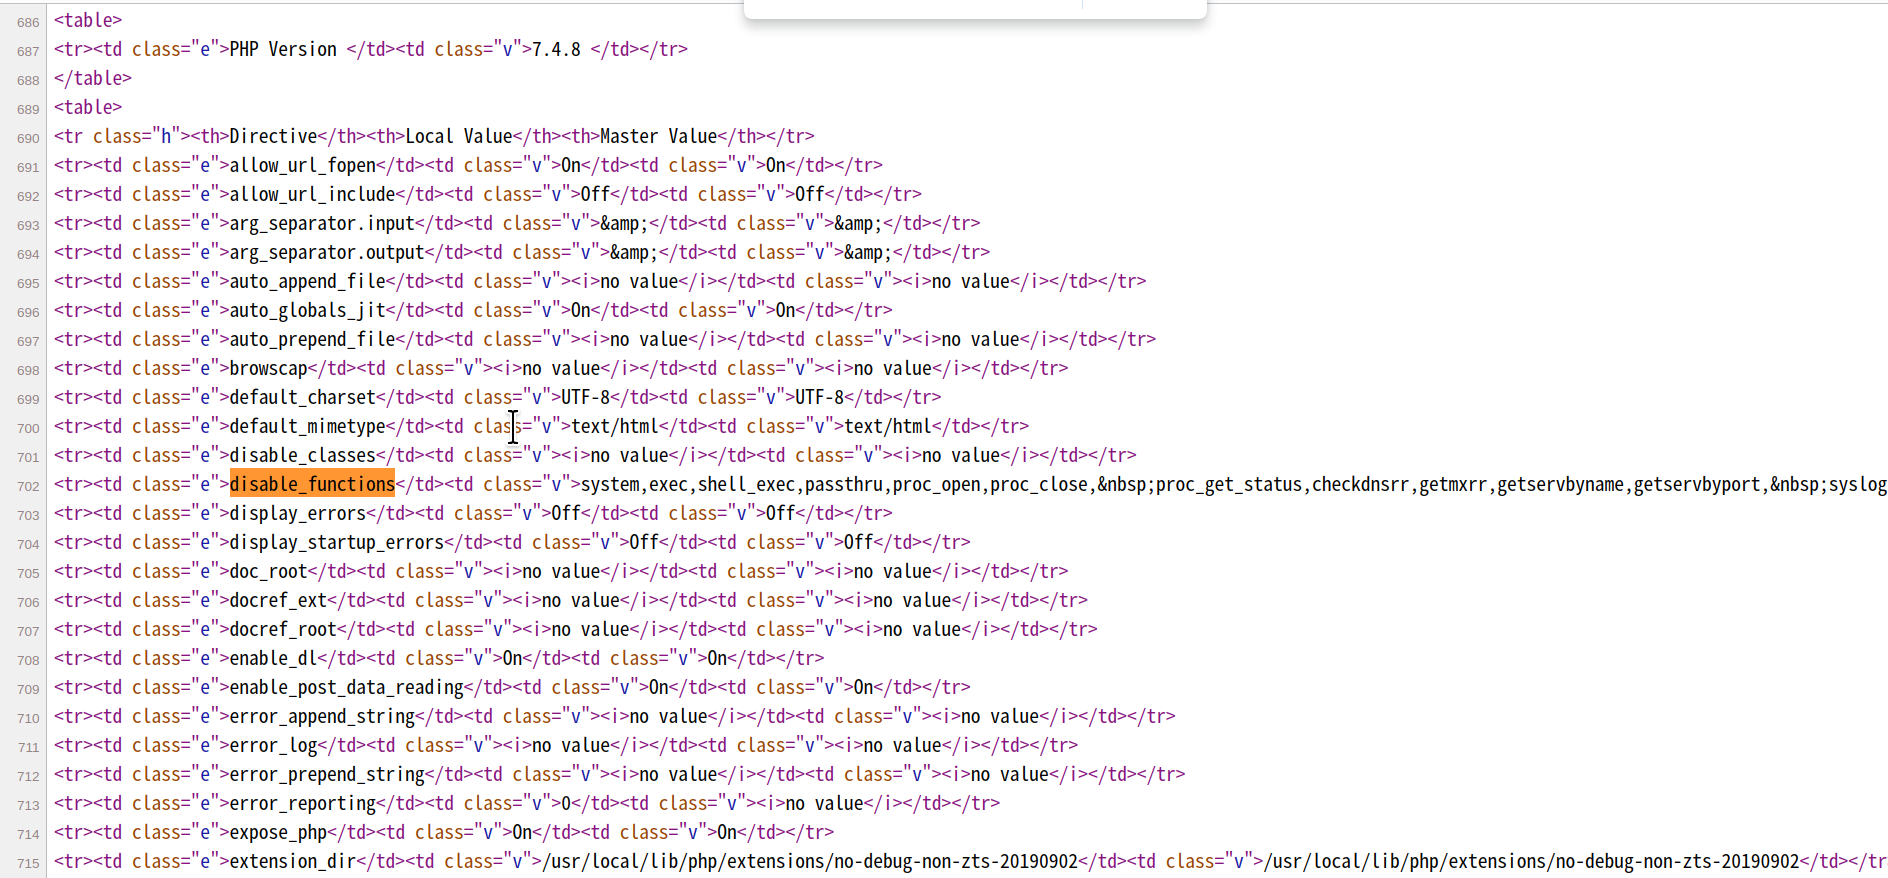 686 <table>
687 <tr><td class="e">PHP Version </td><td class="v">7.4.8 </td></tr>
688 </table>
689 <table>
690 <tr class="h"><th>Directive</th><th>Local Value</th><th>Master Value</th></tr>
691 <tr><td class="e">allow_url_fopen</td><td class="v">On</td><td class="v">On</td></tr>
692 <tr><td class="e">allow_url_include</td><td class="v">Off</td><td class="v">Off</td></tr>
693 <tr><td class="e">arg_separator.input</td><td class="v">&amp;</td><td class="v">&amp;</td></tr>
694 <tr><td class="e">arg_separator.output</td><td class="v">&amp;</td><td class="v">&amp;</td></tr>
695 <tr><td class="e">auto_append_file</td><td class="v"><i>no value</i></td><td class="v"><i>no value</i></td></tr>
696 <tr><td class="e">auto_globals_jit</td><td class="v">On</td><td class="v">On</td></tr>
697 <tr><td class="e">auto_prepend_file</td><td class="v"><i>no value</i></td><td class="v"><i>no value</i></td></tr>
698 <tr><td class="e">browscap</td><td class="v"><i>no value</i></td><td class="v"><i>no value</i></td></tr>
699 <tr><td class="e">default_charset</td><td class="v">UTF-8</td><td class="v">UTF-8</td></tr>
700 <tr><td class="e">default_mimetype</td><td class="v">text/html</td><td class="v">text/html</td></tr>
701 <tr><td class="e">disable_classes</td><td class="v"><i>no value</i></td><td class="v"><i>no value</i></td></tr>
702 <tr><td class="e">disable_functions</td><td class="v">system,exec,shell_exec,passthru,proc_open,proc_close,&nbsp;proc_get_status,checkdnsrr,getmxrr,getservbyname,getservbyport,&nbsp;syslog
703 <tr><td class="e">display_errors</td><td class="v">Off</td><td class="v">Off</td></tr>
704 <tr><td class="e">display_startup_errors</td><td class="v">Off</td><td class="v">Off</td></tr>
705 <tr><td class="e">doc_root</td><td class="v"><i>no value</i></td><td class="v"><i>no value</i></td></tr>
706 <tr><td class="e">docref_ext</td><td class="v"><i>no value</i></td><td class="v"><i>no value</i></td></tr>
707 <tr><td class="e">docref_root</td><td class="v"><i>no value</i></td><td class="v"><i>no value</i></td></tr>
708 <tr><td class="e">enable_dl</td><td class="v">On</td><td class="v">On</td></tr>
709 <tr><td class="e">enable_post_data_reading</td><td class="v">On</td><td class="v">On</td></tr>
710 <tr><td class="e">error_append_string</td><td class="v"><i>no value</i></td><td class="v"><i>no value</i></td></tr>
711 <tr><td class="e">error_log</td><td class="v"><i>no value</i></td><td class="v"><i>no value</i></td></tr>
712 <tr><td class="e">error_prepend_string</td><td class="v"><i>no value</i></td><td class="v"><i>no value</i></td></tr>
713 <tr><td class="e">error_reporting</td><td class="v">0</td><td class="v"><i>no value</i></td></tr>
714 <tr><td class="e">expose_php</td><td class="v">On</td><td class="v">On</td></tr>
715 <tr><td class="e">extension_dir</td><td class="v">/usr/local/lib/php/extensions/no-debug-non-zts-20190902</td><td class="v">/usr/local/lib/php/extensions/no-debug-non-zts-20190902</td></tr